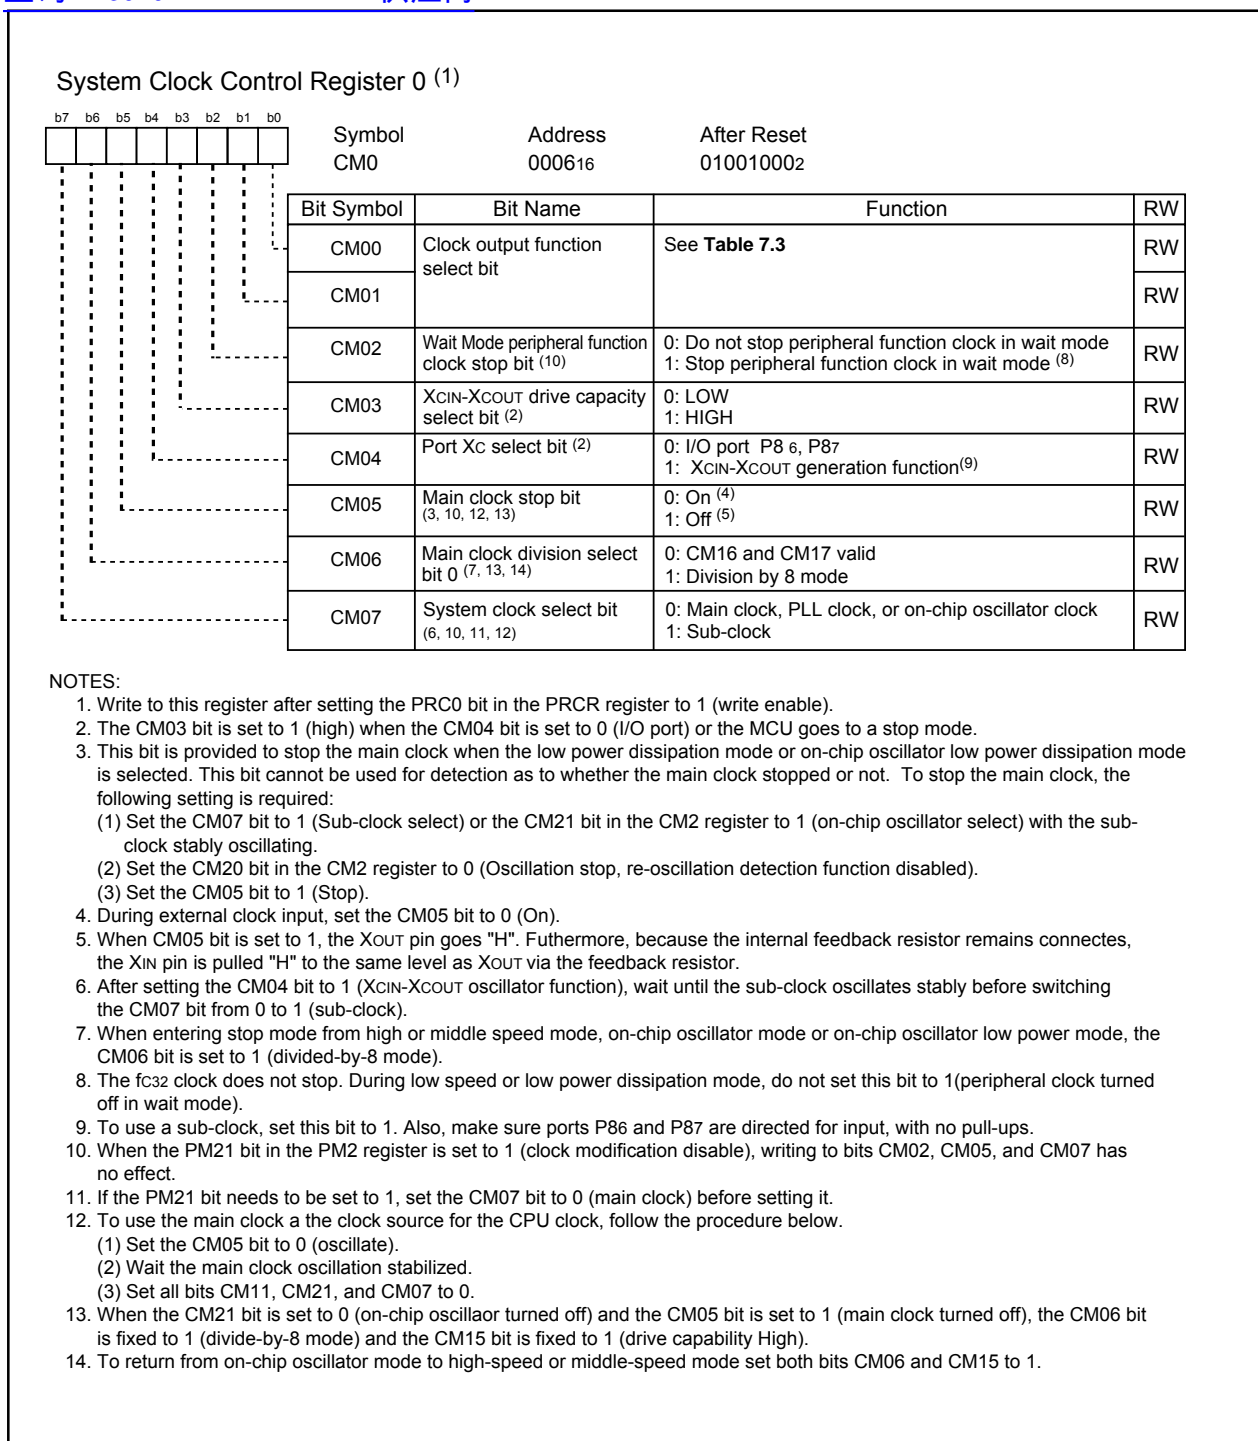 System Clock Control Register 0 (1)
b7 b6 b5 b4 b3 b2 b1 b0
Symbol Address After Reset
CM0 000616 010010002
Bit Symbol Bit Name Function RW
CM00 Clock output function select bit See Table 7.3 RW
CM01 RW
CM02 Wait Mode peripheral function clock stop bit (10) 0: Do not stop peripheral function clock in wait mode 1: Stop peripheral function clock in wait mode (8) RW
CM03 XCIN-XCOUT drive capacity select bit (2) 0: LOW 1: HIGH RW
CM04 Port XC select bit (2) 0: I/O port P8 6, P87 1: XCIN-XCOUT generation function(9) RW
CM05 Main clock stop bit (3, 10, 12, 13) 0: On (4) 1: Off (5) RW
CM06 Main clock division select bit 0 (7, 13, 14) 0: CM16 and CM17 valid 1: Division by 8 mode RW
CM07 System clock select bit (6, 10, 11, 12) 0: Main clock, PLL clock, or on-chip oscillator clock 1: Sub-clock RW
NOTES:
1. Write to this register after setting the PRC0 bit in the PRCR register to 1 (write enable).
2. The CM03 bit is set to 1 (high) when the CM04 bit is set to 0 (I/O port) or the MCU goes to a stop mode.
3. This bit is provided to stop the main clock when the low power dissipation mode or on-chip oscillator low power dissipation mode
is selected. This bit cannot be used for detection as to whether the main clock stopped or not. To stop the main clock, the
following setting is required:
(1) Set the CM07 bit to 1 (Sub-clock select) or the CM21 bit in the CM2 register to 1 (on-chip oscillator select) with the sub-
clock stably oscillating.
(2) Set the CM20 bit in the CM2 register to 0 (Oscillation stop, re-oscillation detection function disabled).
(3) Set the CM05 bit to 1 (Stop).
4. During external clock input, set the CM05 bit to 0 (On).
5. When CM05 bit is set to 1, the XOUT pin goes "H". Futhermore, because the internal feedback resistor remains connectes,
the XIN pin is pulled "H" to the same level as XOUT via the feedback resistor.
6. After setting the CM04 bit to 1 (XCIN-XCOUT oscillator function), wait until the sub-clock oscillates stably before switching
the CM07 bit from 0 to 1 (sub-clock).
7. When entering stop mode from high or middle speed mode, on-chip oscillator mode or on-chip oscillator low power mode, the
CM06 bit is set to 1 (divided-by-8 mode).
8. The fC32 clock does not stop. During low speed or low power dissipation mode, do not set this bit to 1(peripheral clock turned
off in wait mode).
9. To use a sub-clock, set this bit to 1. Also, make sure ports P86 and P87 are directed for input, with no pull-ups.
10. When the PM21 bit in the PM2 register is set to 1 (clock modification disable), writing to bits CM02, CM05, and CM07 has
no effect.
11. If the PM21 bit needs to be set to 1, set the CM07 bit to 0 (main clock) before setting it.
12. To use the main clock a the clock source for the CPU clock, follow the procedure below.
(1) Set the CM05 bit to 0 (oscillate).
(2) Wait the main clock oscillation stabilized.
(3) Set all bits CM11, CM21, and CM07 to 0.
13. When the CM21 bit is set to 0 (on-chip oscillaor turned off) and the CM05 bit is set to 1 (main clock turned off), the CM06 bit
is fixed to 1 (divide-by-8 mode) and the CM15 bit is fixed to 1 (drive capability High).
14. To return from on-chip oscillator mode to high-speed or middle-speed mode set both bits CM06 and CM15 to 1.